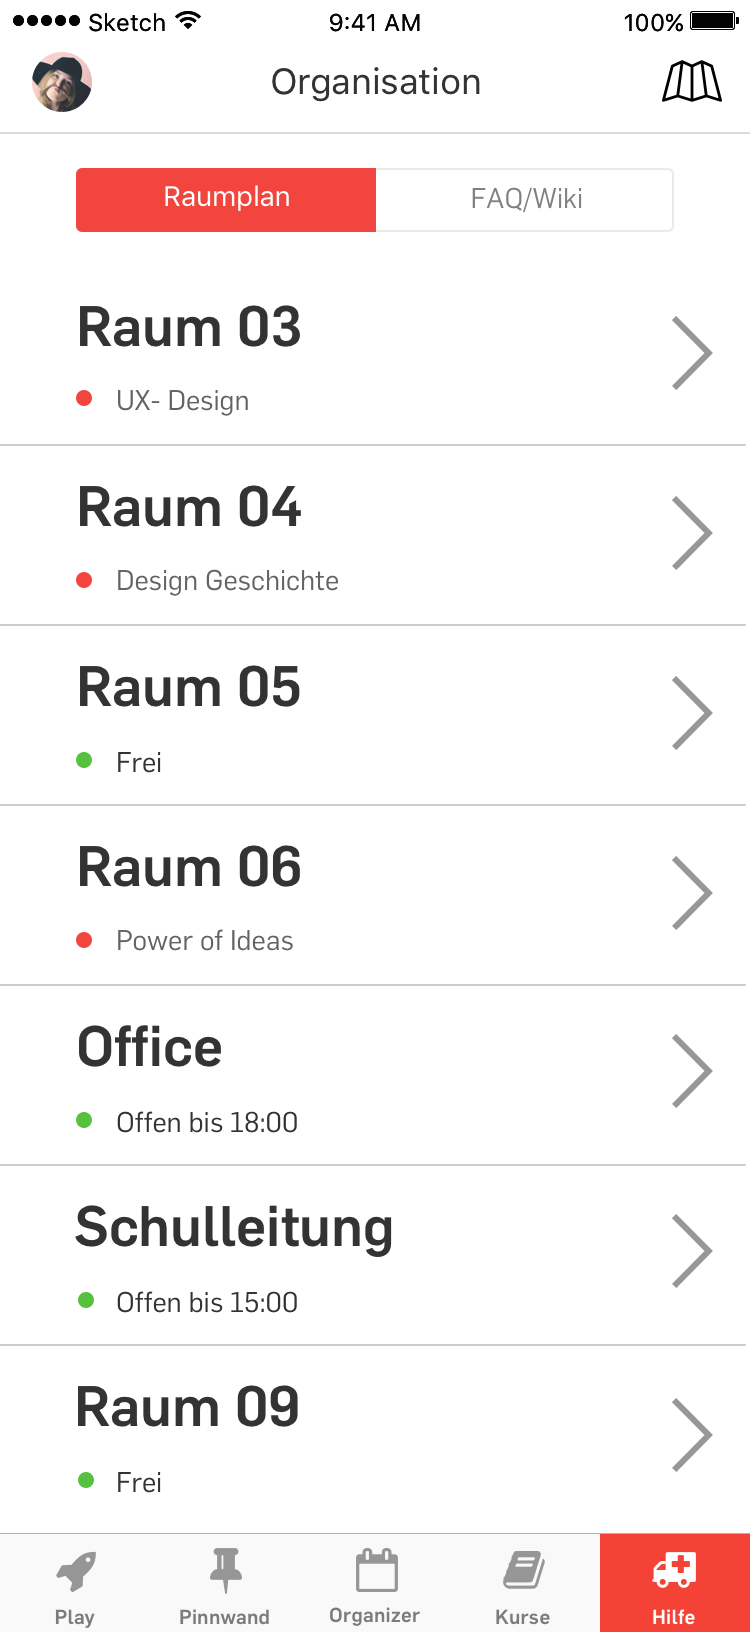 Sketch 9:41 AM 100%
Organisation
Raumplan FAQ/Wiki
Raum 03
UX- Design
Raum 04
Design Geschichte
Raum 05
Frei
Raum 06
Power of Ideas
Office
Offen bis 18:00
Schulleitung
Offen bis 15:00
Raum 09
Frei
Play Pinnwand Organizer Kurse Hilfe